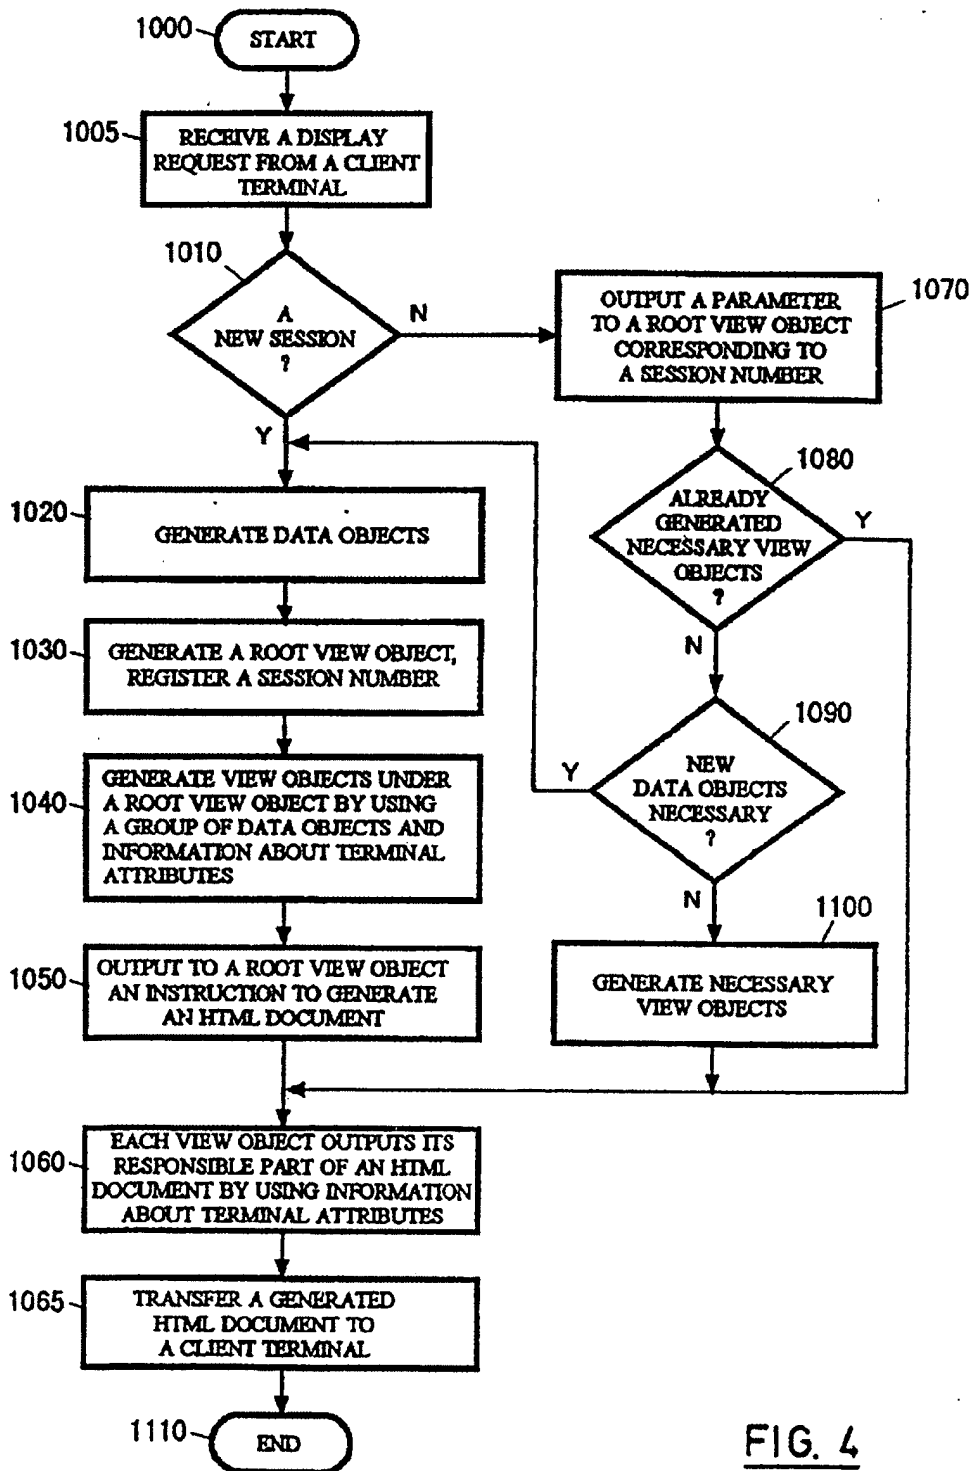 1000
START
1005
RECEIVE A DISPLAY
REQUEST FROM A CLIENT
TERMINAL
1010
A
NEW SESSION
?
N
Y
1070
OUTPUT A PARAMETER
TO A ROOT VIEW OBJECT
CORRESPONDING TO
A SESSION NUMBER
1080
ALREADY
GENERATED
NECESSARY VIEW
OBJECTS
?
Y
N
1020
GENERATE DATA OBJECTS
1030
GENERATE A ROOT VIEW OBJECT,
REGISTER A SESSION NUMBER
1090
NEW
DATA OBJECTS
NECESSARY
?
Y
N
1040
GENERATE VIEW OBJECTS UNDER
A ROOT VIEW OBJECT BY USING
A GROUP OF DATA OBJECTS AND
INFORMATION ABOUT TERMINAL
ATTRIBUTES
1100
GENERATE NECESSARY
VIEW OBJECTS
1050
OUTPUT TO A ROOT VIEW OBJECT
AN INSTRUCTION TO GENERATE
AN HTML DOCUMENT
1060
EACH VIEW OBJECT OUTPUTS ITS
RESPONSIBLE PART OF AN HTML
DOCUMENT BY USING INFORMATION
ABOUT TERMINAL ATTRIBUTES
1065
TRANSFER A GENERATED
HTML DOCUMENT TO
A CLIENT TERMINAL
1110
END
FIG. 4